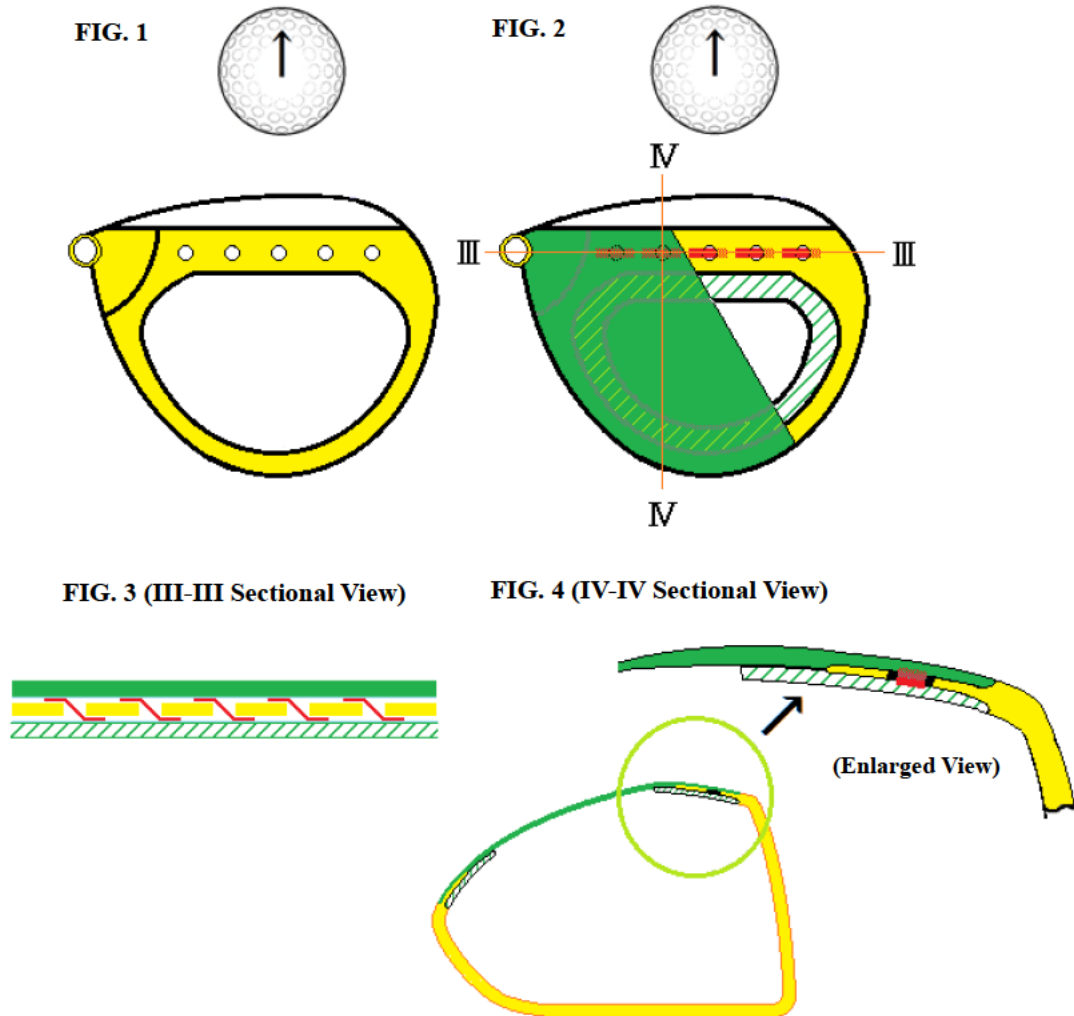 FIG. 1
FIG. 2
Ⅳ
Ⅲ
Ⅲ
Ⅳ
FIG. 3 (III-III Sectional View)
FIG. 4 (IV-IV Sectional View)
(Enlarged View)